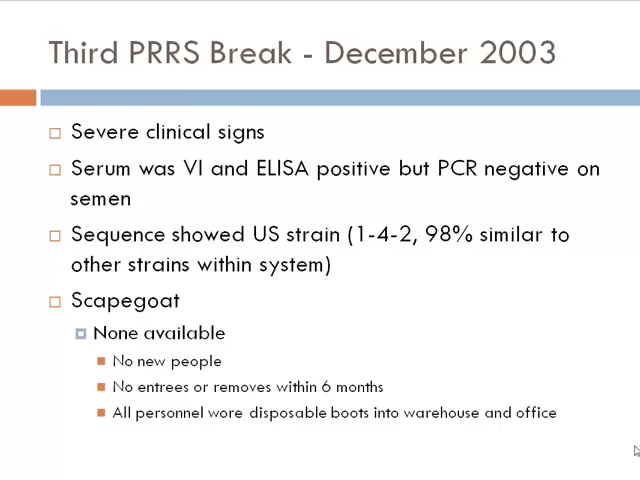 Third PRRS Break - December 2003
Severe clinical signs
Serum was VI and ELISA positive but PCR negative on
semen
Sequence showed US strain (1-4-2, 98% similar to
other strains within system)
Scapegoat
None available
No new people
No entrees or removes within 6 months
All personnel wore disposable boots into warehouse and office